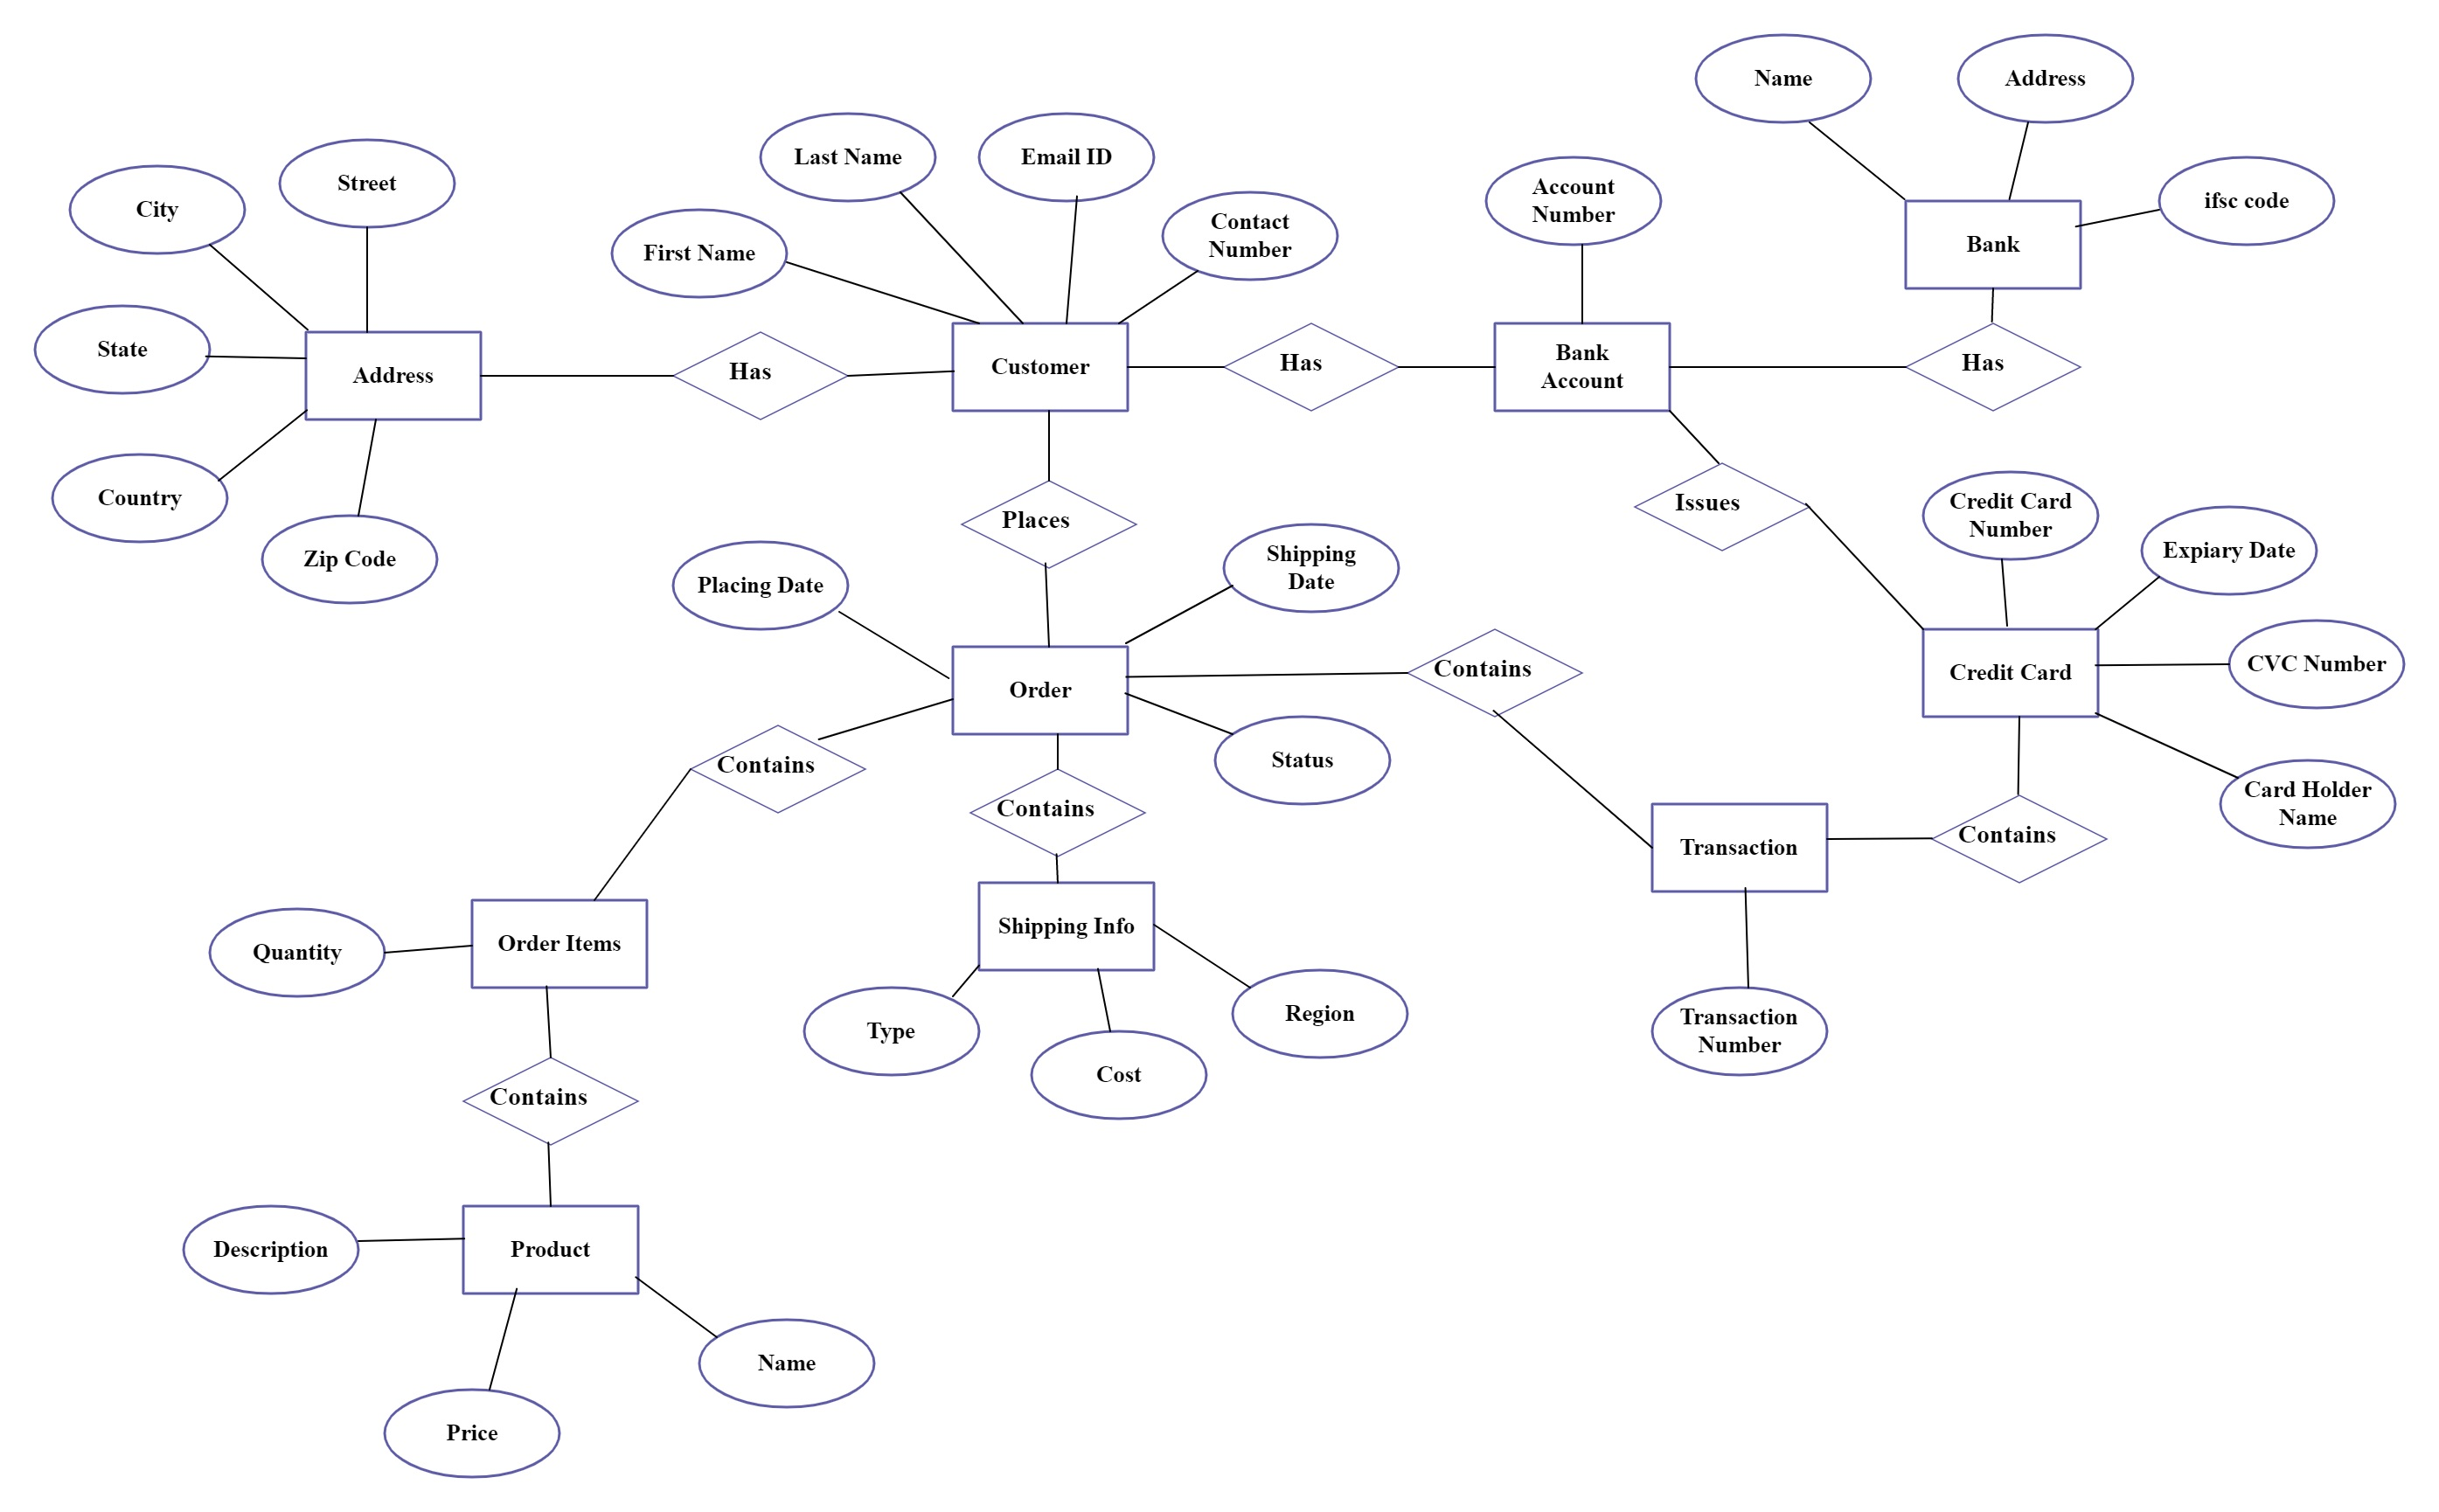 Name
Address
Last Name
Email ID
Street
Account
Number
ifsc code
City
Contact
Number
Bank
First Name
State
Address
Has
Customer
Has
Bank
Account
Has
Country
Zip Code
Places
Issues
Credit Card
Number
Expiary Date
Placing Date
Shipping
Date
Order
Contains
Credit Card
CVC Number
Contains
Status
Contains
Card Holder
Name
Transaction
Contains
Quantity
Order Items
Shipping Info
Type
Cost
Region
Transaction
Number
Contains
Description
Product
Name
Price